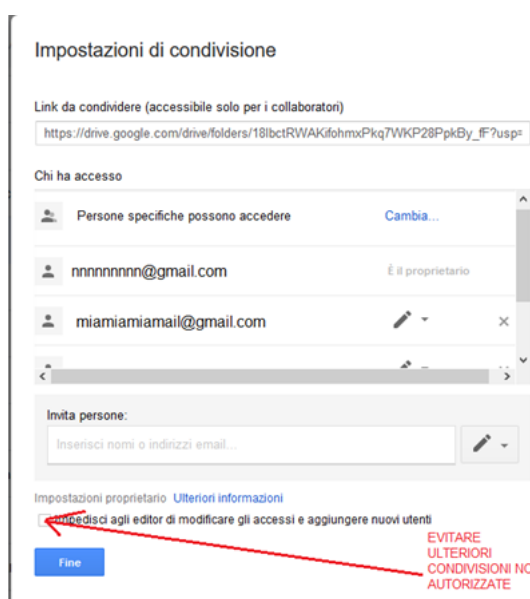 Impostazioni di condivisione
Link da condividere (accessibile solo per i collaboratori)
https://drive.google.com/drive/folders/18lbctRWAKifohmxPkq7WKP28PpkBy_fF?usp=
Chi ha accesso
Persone specifiche possono accedere Cambia...
nnnnnnnnn@gmail.com È il proprietario
miamiamiamail@gmail.com
Invita persone:
Inserisci nomi o indirizzi email...
Impostazioni proprietario Ulteriori informazioni
Impedisci agli editor di modificare gli accessi e aggiungere nuovi utenti
Fine
EVITARE
ULTERIORI
CONDIVISIONI NO
AUTORIZZATE